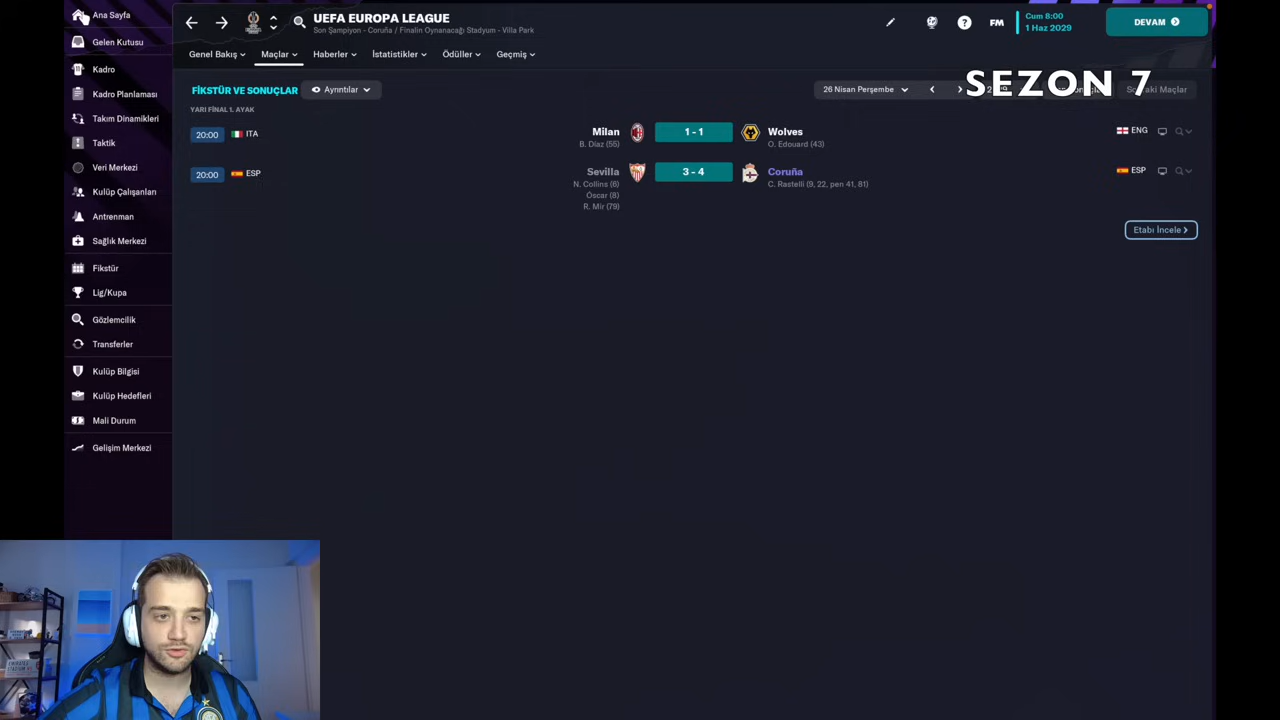 Ana Sayfa
Gelen Kutusu
Kadro
Kadro Planlaması
Takım Dinamikleri
Taktik
Veri Merkezi
Kulüp Çalışanları
Antrenman
Sağlık Merkezi
Fikstür
Lig/Kupa
Gözlemcilik
Transferler
Kulüp Bilgisi
Kulüp Hedefleri
Mali Durum
Gelişim Merkezi
UEFA EUROPA LEAGUE
Son Şampiyon - Coruña / Finalin Oynanacağı Stadyum - Villa Park
FM
Cum 8:00
1 Haz 2029
DEVAM
Genel Bakış Maçlar Haberler İstatistikler Ödüller Geçmiş
FİKSTÜR VE SONUÇLAR Ayrıntılar
26 Nisan Perşembe
SEZON 7
YARI FİNAL 1. AYAK
20:00 ITA Milan 1 - 1 Wolves ENG
B. Díaz (55) O. Edouard (43)
20:00 ESP Sevilla 3 - 4 Coruña ESP
N. Collins (6) C. Rastelli (9, 22, pen 41, 81)
Óscar (8)
R. Mir (79)
Etabı İncele